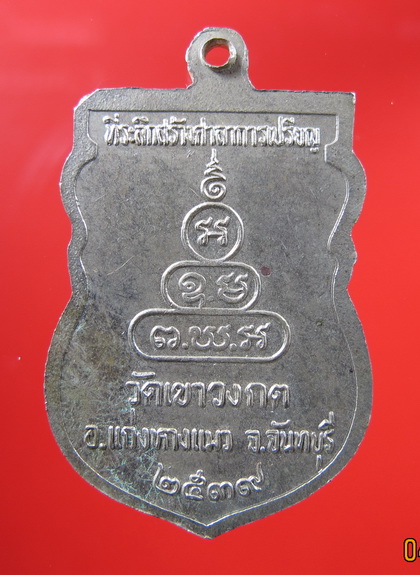 ที่ระลึกสร้างศาลาการเปรียญ
วัดเขาวงกต
อ.แก่งหางแมว จ.จันทบุรี
๒๕๓๙